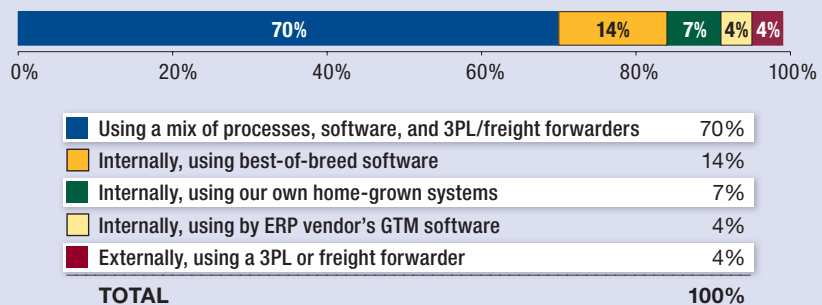 70% 14% 7% 4% 4%
0% 20% 40% 60% 80% 100%
Using a mix of processes, software, and 3PL/freight forwarders 70%
Internally, using best-of-breed software 14%
Internally, using our own home-grown systems 7%
Internally, using by ERP vendor’s GTM software 4%
Externally, using a 3PL or freight forwarder 4%
TOTAL 100%